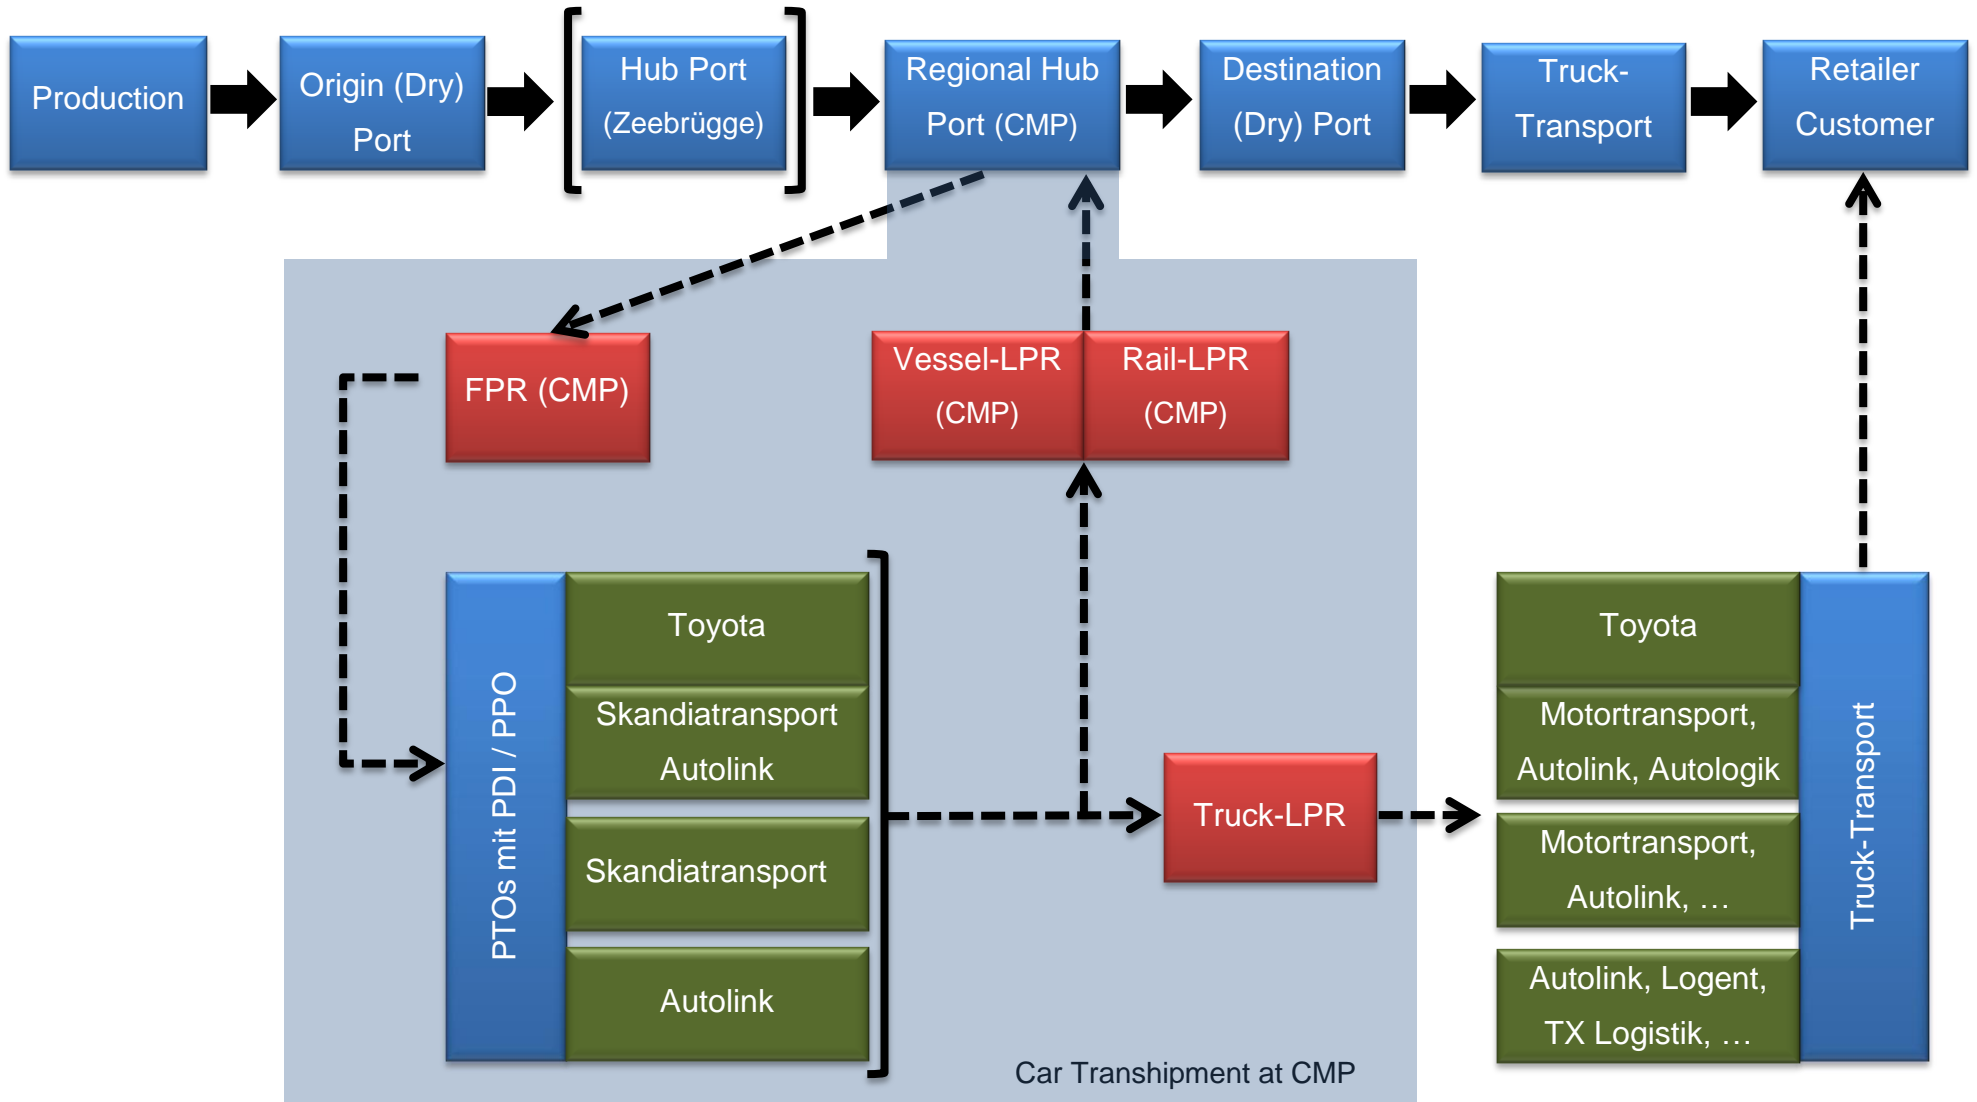 Production
Origin (Dry)
Port
Hub Port
(Zeebrügge)
Regional Hub
Port (CMP)
Destination
(Dry) Port
Truck-
Transport
Retailer
Customer
FPR (CMP)
Vessel-LPR
(CMP)
Rail-LPR
(CMP)
PTOs mit PDI / PPO
Toyota
Skandiatransport
Autolink
Skandiatransport
Autolink
Truck-LPR
Toyota
Motortransport,
Autolink, Autologik
Motortransport,
Autolink, …
Autolink, Logent,
TX Logistik, …
Truck-Transport
Car Transhipment at CMP